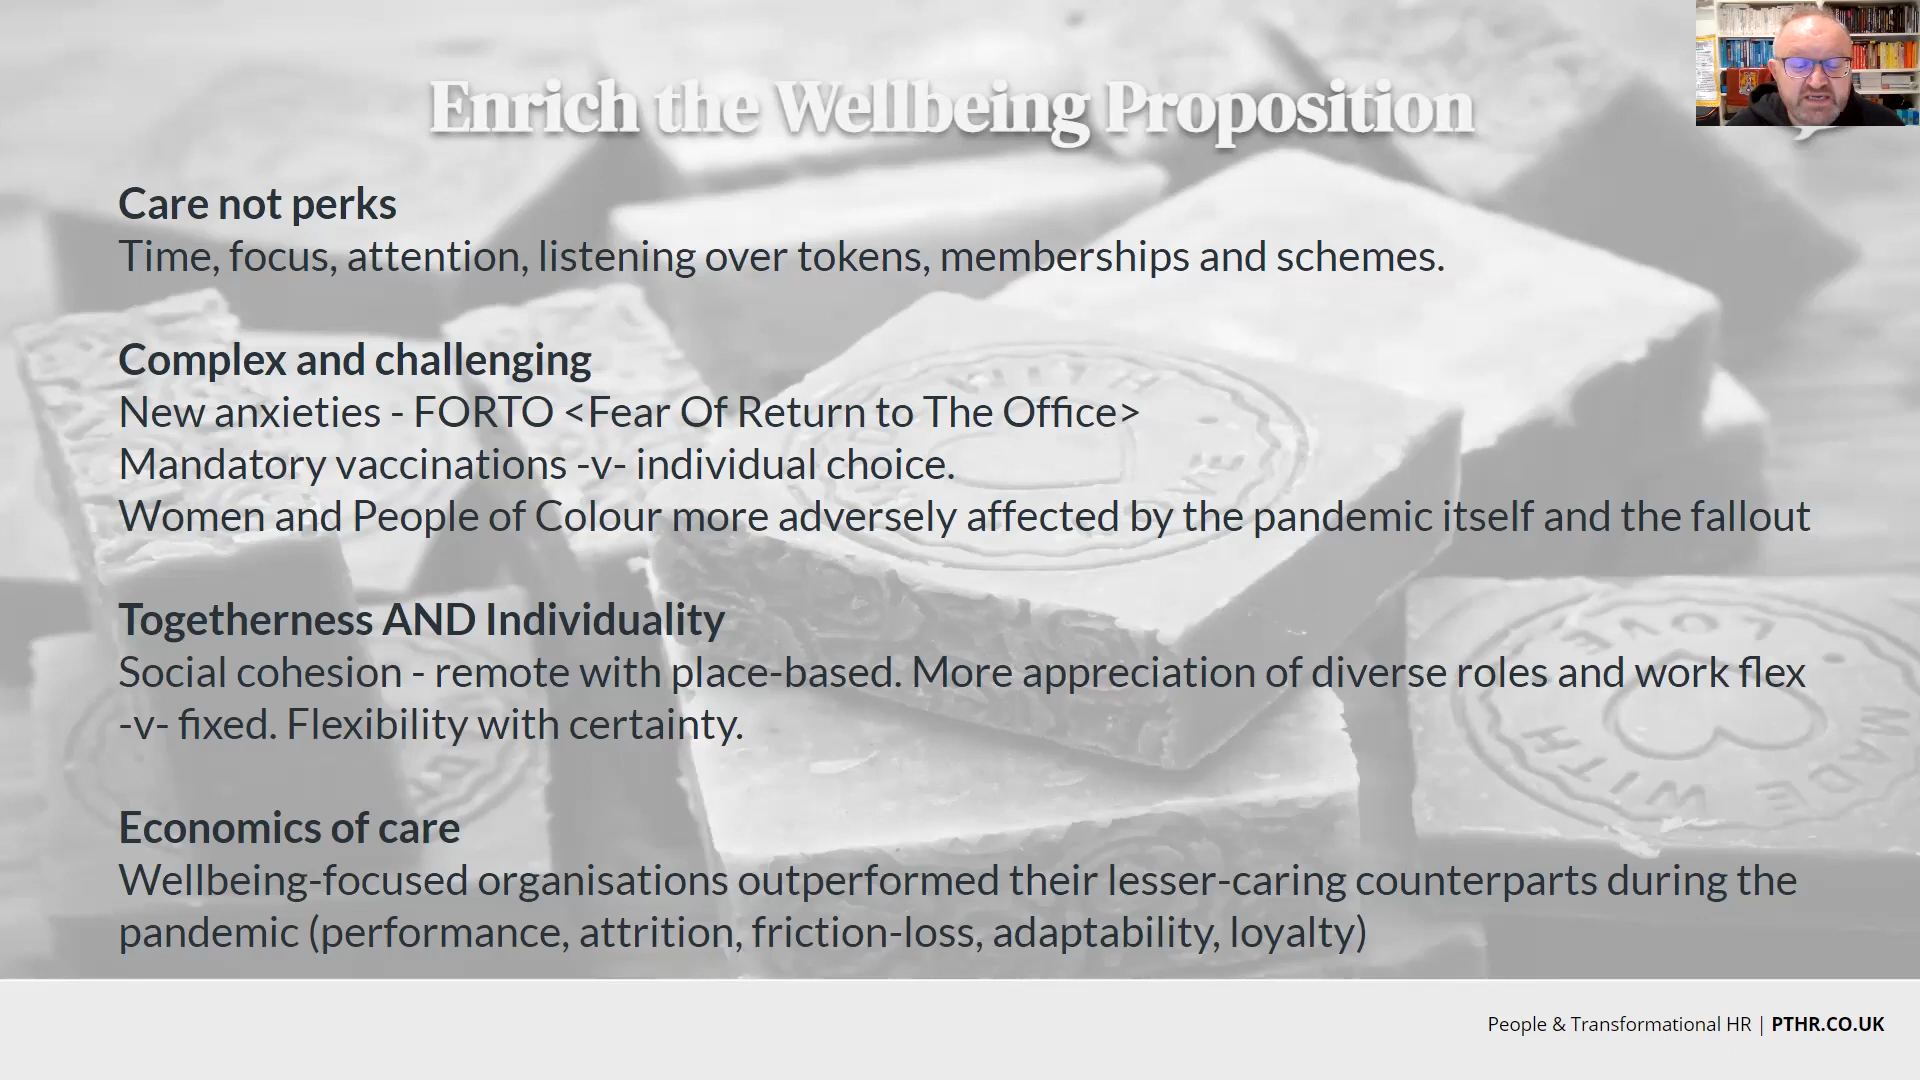 Enrich the Wellbeing Proposition
Care not perks
Time, focus, attention, listening over tokens, memberships and schemes.
Complex and challenging
New anxieties - FORTO <Fear Of Return to The Office>
Mandatory vaccinations -v- individual choice.
Women and People of Colour more adversely affected by the pandemic itself and the fallout
Togetherness AND Individuality
Social cohesion - remote with place-based. More appreciation of diverse roles and work flex
-v- fixed. Flexibility with certainty.
Economics of care
Wellbeing-focused organisations outperformed their lesser-caring counterparts during the
pandemic (performance, attrition, friction-loss, adaptability, loyalty)
WITH
LOVE
MADE WITH
People & Transformational HR | PTHR.CO.UK